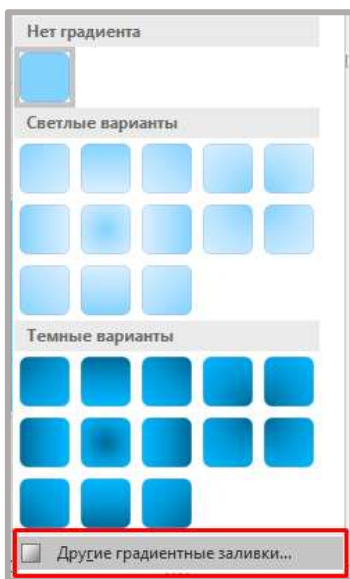 Нет градиента
Светлые варианты
Темные варианты
Другие градиентные заливки...